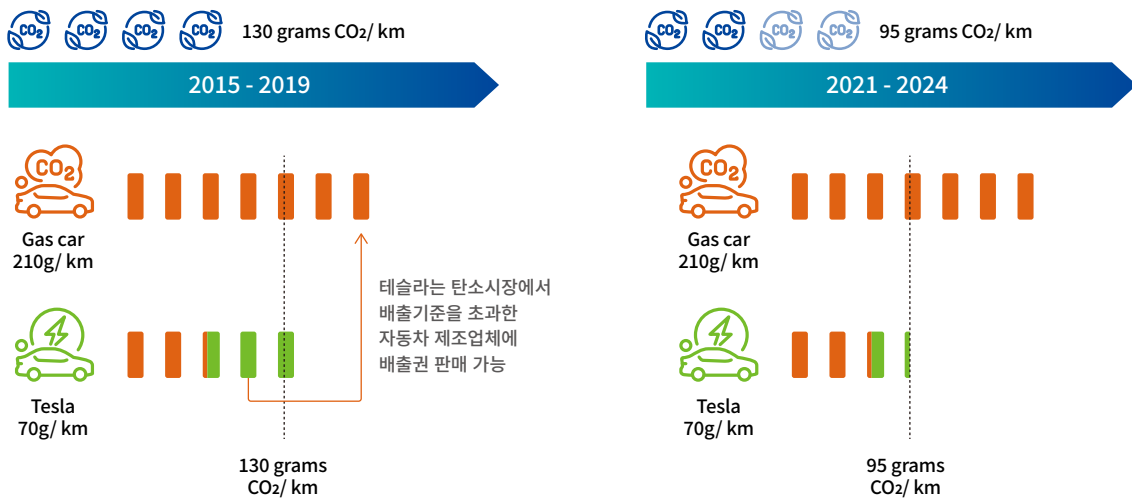 CO₂ CO₂ CO₂ CO₂ 130 grams CO₂/ km
2015 - 2019
CO₂
Gas car
210g/ km
테슬라는 탄소시장에서
배출기준을 초과한
자동차 제조업체에
배출권 판매 가능
Tesla
70g/ km
130 grams
CO₂/ km
CO₂ CO₂ CO₂ CO₂ 95 grams CO₂/ km
2021 - 2024
CO₂
Gas car
210g/ km
Tesla
70g/ km
95 grams
CO₂/ km